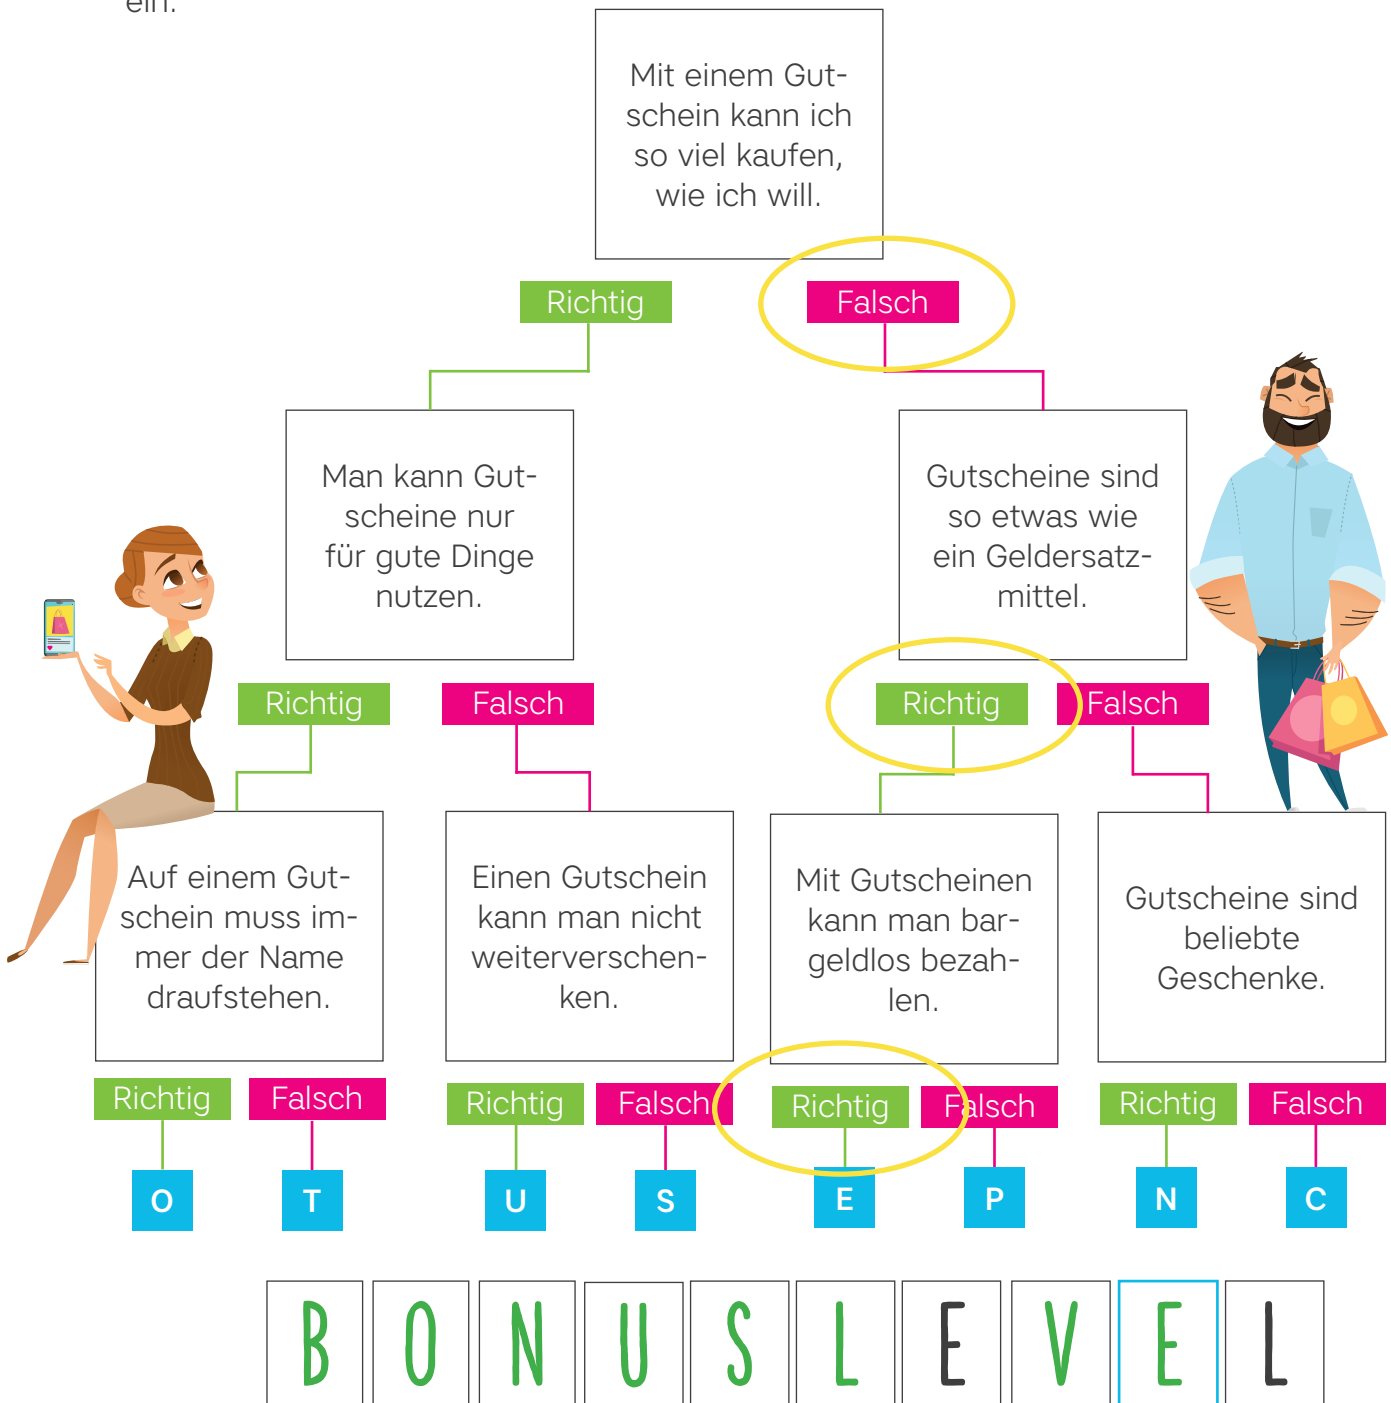 ein.
Mit einem Gut-
schein kann ich
so viel kaufen,
wie ich will.
Richtig
Falsch
Man kann Gut-
scheine nur
für gute Dinge
nutzen.
Gutscheine sind
so etwas wie
ein Geldersatz-
mittel.
Richtig
Falsch
Richtig
Falsch
Auf einem Gut-
schein muss im-
mer der Name
draufstehen.
Einen Gutschein
kann man nicht
weiterverschen-
ken.
Mit Gutscheinen
kann man bar-
geldlos bezah-
len.
Gutscheine sind
beliebte
Geschenke.
Richtig
Falsch
Richtig
Falsch
Richtig
Falsch
Richtig
Falsch
O
T
U
S
E
P
N
C
B O N U S L E V E L